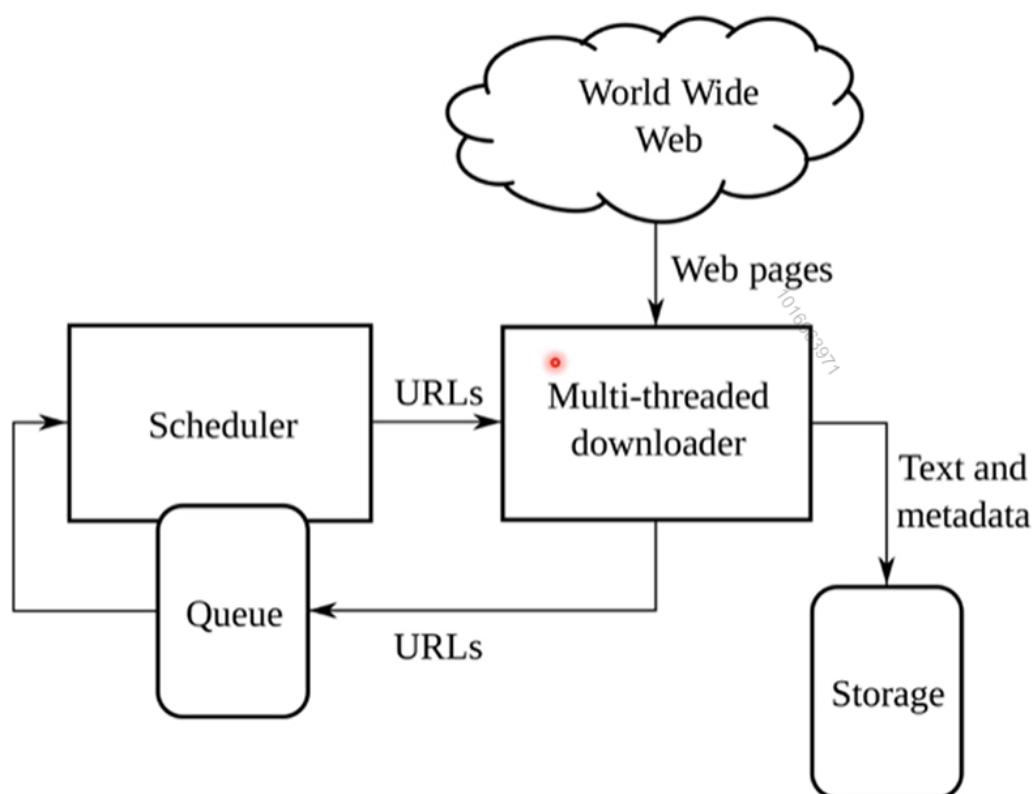 World Wide
Web
Web pages
Scheduler
URLs
Multi-threaded
downloader
Text and
metadata
Queue
URLs
Storage